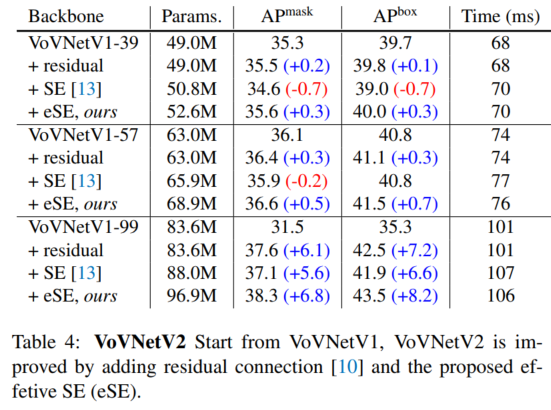 Backbone Params. APmask APbox Time (ms)
VoVNetV1-39 49.0M 35.3 39.7 68
+ residual 49.0M 35.5 (+0.2) 39.8 (+0.1) 68
+ SE [13] 50.8M 34.6 (-0.7) 39.0 (-0.7) 70
+ eSE, ours 52.6M 35.6 (+0.3) 40.0 (+0.3) 70
VoVNetV1-57 63.0M 36.1 40.8 74
+ residual 63.0M 36.4 (+0.3) 41.1 (+0.3) 74
+ SE [13] 65.9M 35.9 (-0.2) 40.8 77
+ eSE, ours 68.9M 36.6 (+0.5) 41.5 (+0.7) 76
VoVNetV1-99 83.6M 31.5 35.3 101
+ residual 83.6M 37.6 (+6.1) 42.5 (+7.2) 101
+ SE [13] 88.0M 37.1 (+5.6) 41.9 (+6.6) 107
+ eSE, ours 96.9M 38.3 (+6.8) 43.5 (+8.2) 106
Table 4: VoVNetV2 Start from VoVNetV1, VoVNetV2 is im-
proved by adding residual connection [10] and the proposed ef-
fetive SE (eSE).